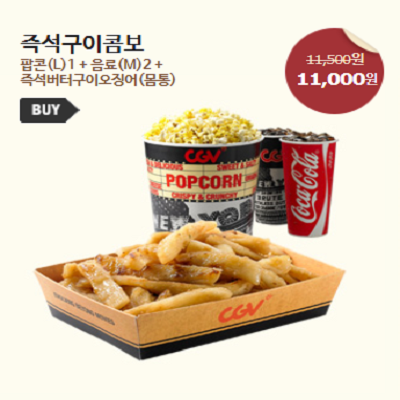 즉석구이콤보
팝콘(L)1 + 음료(M)2 +
즉석버터구이오징어(몸통)
BUY
11,500원
11,000원
CGV
POPCORN
CRISPY & CRUNCHY
Coca-Cola
CGV